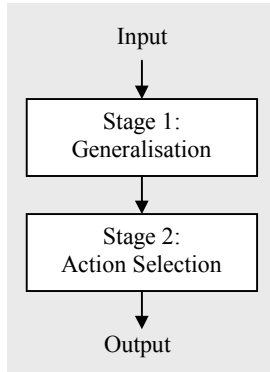 Input
Stage 1:
Generalisation
Stage 2:
Action Selection
Output